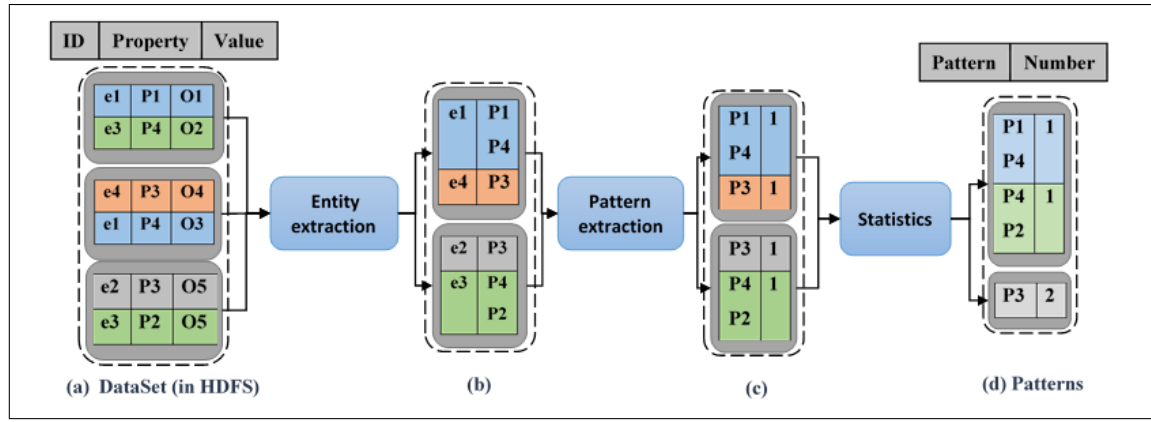 ID Property Value
e1 P1 O1
e3 P4 O2
e4 P3 O4
e1 P4 O3
e2 P3 O5
e3 P2 O5
(a) DataSet (in HDFS)
Entity
extraction
e1 P1
P4
e4 P3
e2 P3
e3 P4
P2
(b)
Pattern
extraction
P1 1
P4
P3 1
P3 1
P4 1
P2
(c)
Statistics
Pattern Number
P1 1
P4
P4 1
P2
P3 2
(d) Patterns